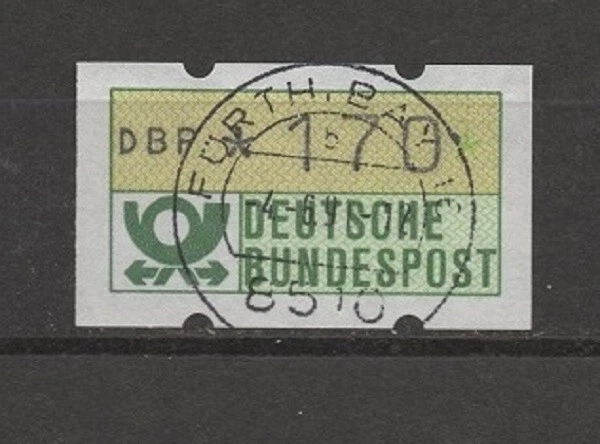 DBP * 170
DEUTSCHE
BUNDESPOST
FÜRTH, BAY
b
8510